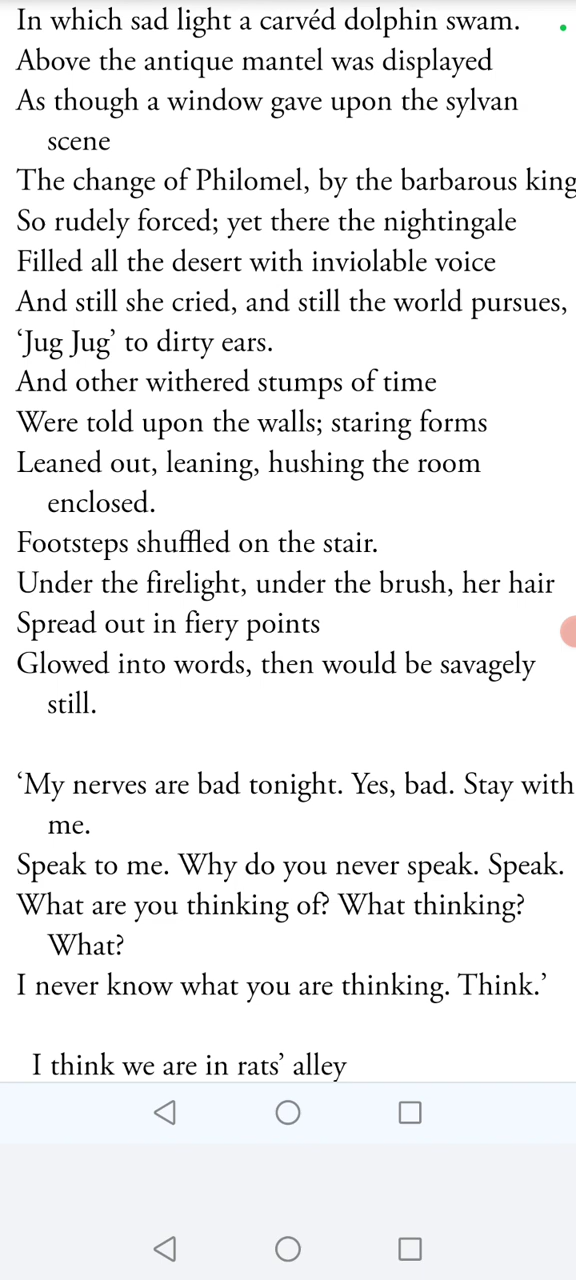 In which sad light a carvéd dolphin swam.
Above the antique mantel was displayed
As though a window gave upon the sylvan
scene
The change of Philomel, by the barbarous king
So rudely forced; yet there the nightingale
Filled all the desert with inviolable voice
And still she cried, and still the world pursues,
‘Jug Jug’ to dirty ears.
And other withered stumps of time
Were told upon the walls; staring forms
Leaned out, leaning, hushing the room
enclosed.
Footsteps shuffled on the stair.
Under the firelight, under the brush, her hair
Spread out in fiery points
Glowed into words, then would be savagely
still.
‘My nerves are bad tonight. Yes, bad. Stay with
me.
Speak to me. Why do you never speak. Speak.
What are you thinking of? What thinking?
What?
I never know what you are thinking. Think.’
I think we are in rats’ alley